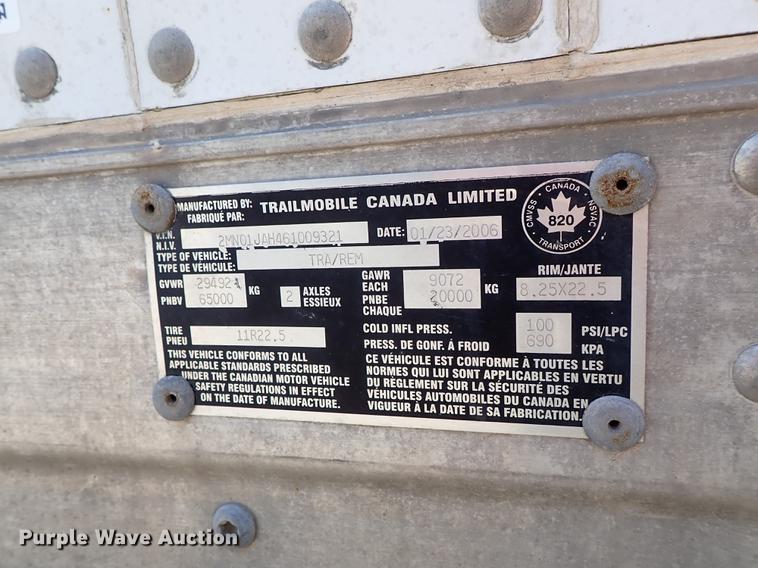 MANUFACTURED BY: TRAILMOBILE CANADA LIMITED
FABRIQUÉ PAR:
V.I.N. 2MN01JAH461009321 DATE: 01/23/2006
N.I.V.
TYPE OF VEHICLE: TRA/REM
TYPE DE VÉHICULE:
GVWR 29492 KG 2 AXLES
PNBV 65000 ESSIEUX
GAWR 9072 KG
EACH
PNBE 20000
CHAQUE
RIM/JANTE
8.25X22.5
TIRE 11R22.5
PNEU
COLD INFL PRESS. 100 PSI/LPC
PRESS. DE GONF. Á FROID 690 KPA
THIS VEHICLE CONFORMS TO ALL
APPLICABLE STANDARDS PRESCRIBED
UNDER THE CANADIAN MOTOR VEHICLE
SAFETY REGULATIONS IN EFFECT
ON THE DATE OF MANUFACTURE.
CE VÉHICULE EST CONFORME À TOUTES LES
NORMES QUI LUI SONT APPLICABLES EN VERTU
DU RÈGLEMENT SUR LA SÉCURITÉ DES
VÉHICULES AUTOMOBILES DU CANADA EN
VIGUEUR À LA DATE DE SA FABRICATION.
CMVSS · CANADA · NSVAC
820
· TRANSPORT ·
Purple Wave Auction®